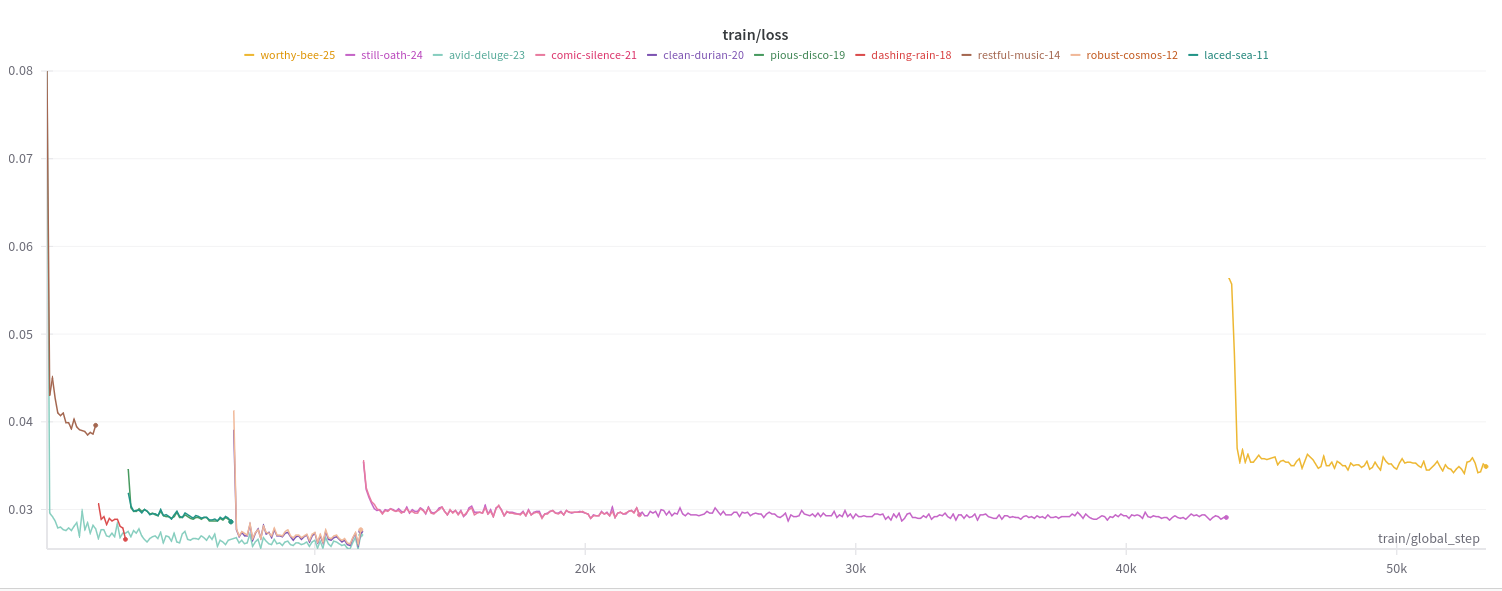 train/loss
worthy-bee-25 still-oath-24 avid-deluge-23 comic-silence-21 clean-durian-20 pious-disco-19 dashing-rain-18 restful-music-14 robust-cosmos-12 laced-sea-11
0.08
0.07
0.06
0.05
0.04
0.03
train/global_step
10k 20k 30k 40k 50k